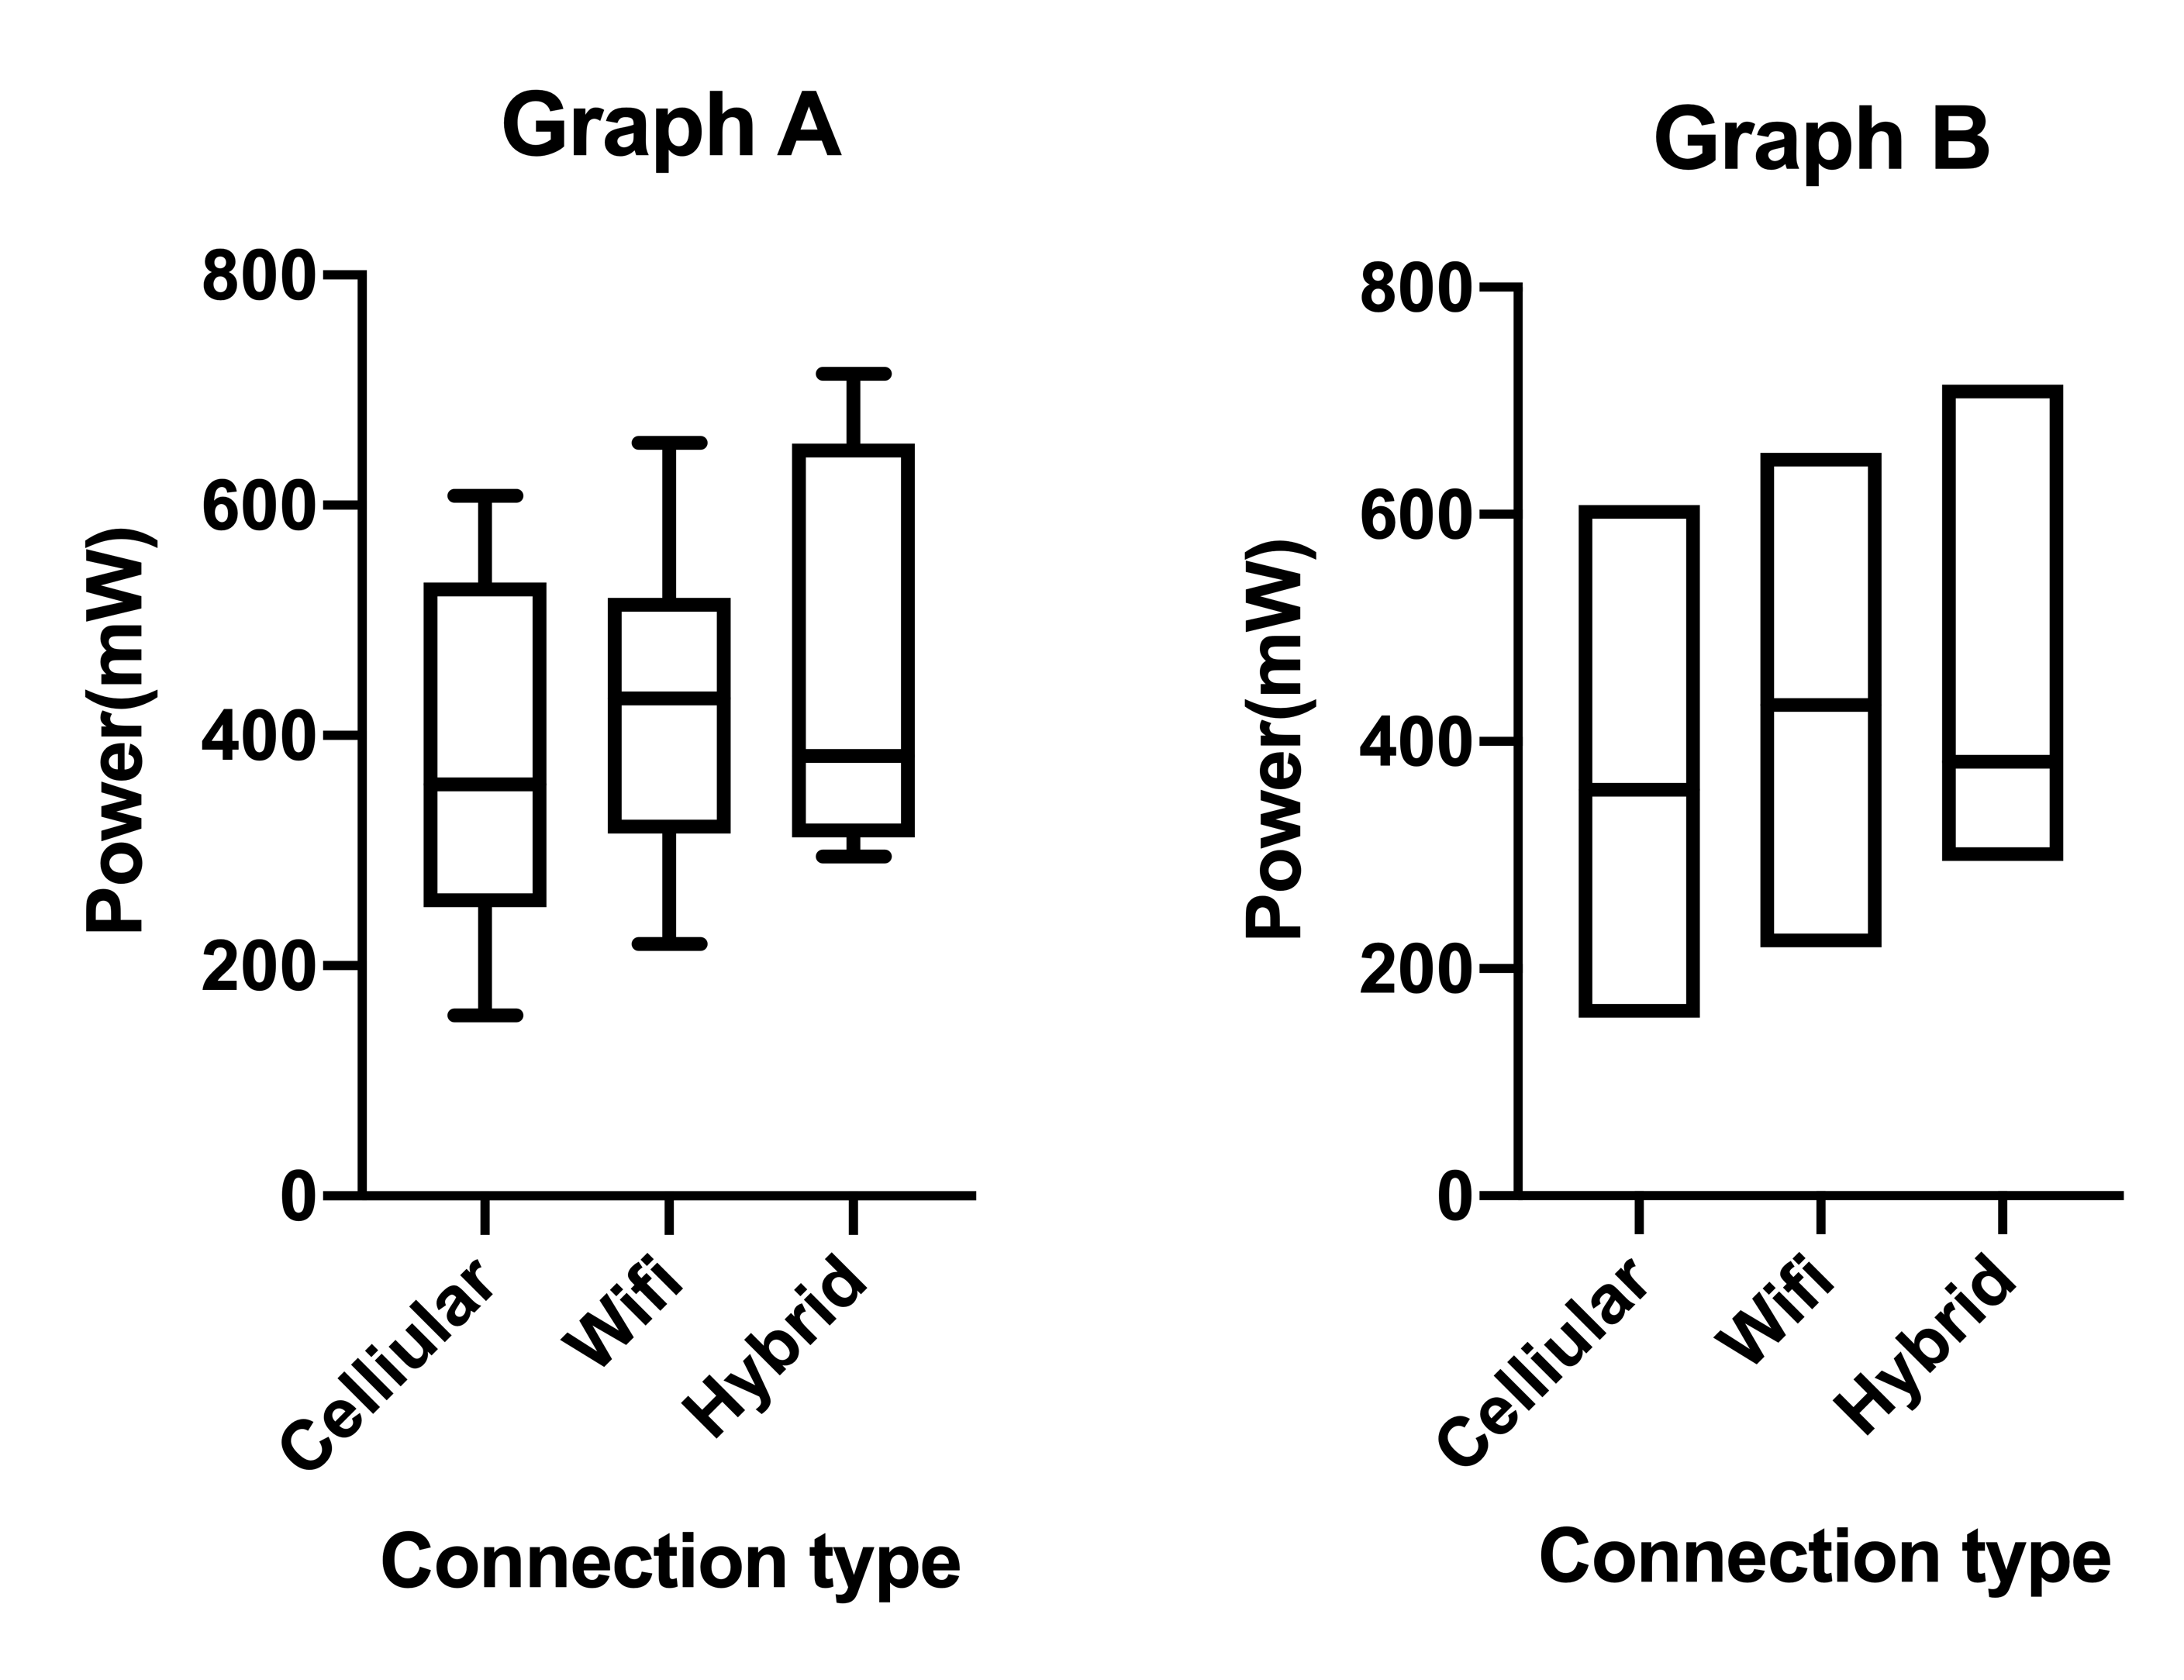 Graph A
800
600
400
200
0
Power(mW)
Celliular
Wifi
Hybrid
Connection type
Graph B
800
600
400
200
0
Power(mW)
Celliular
Wifi
Hybrid
Connection type